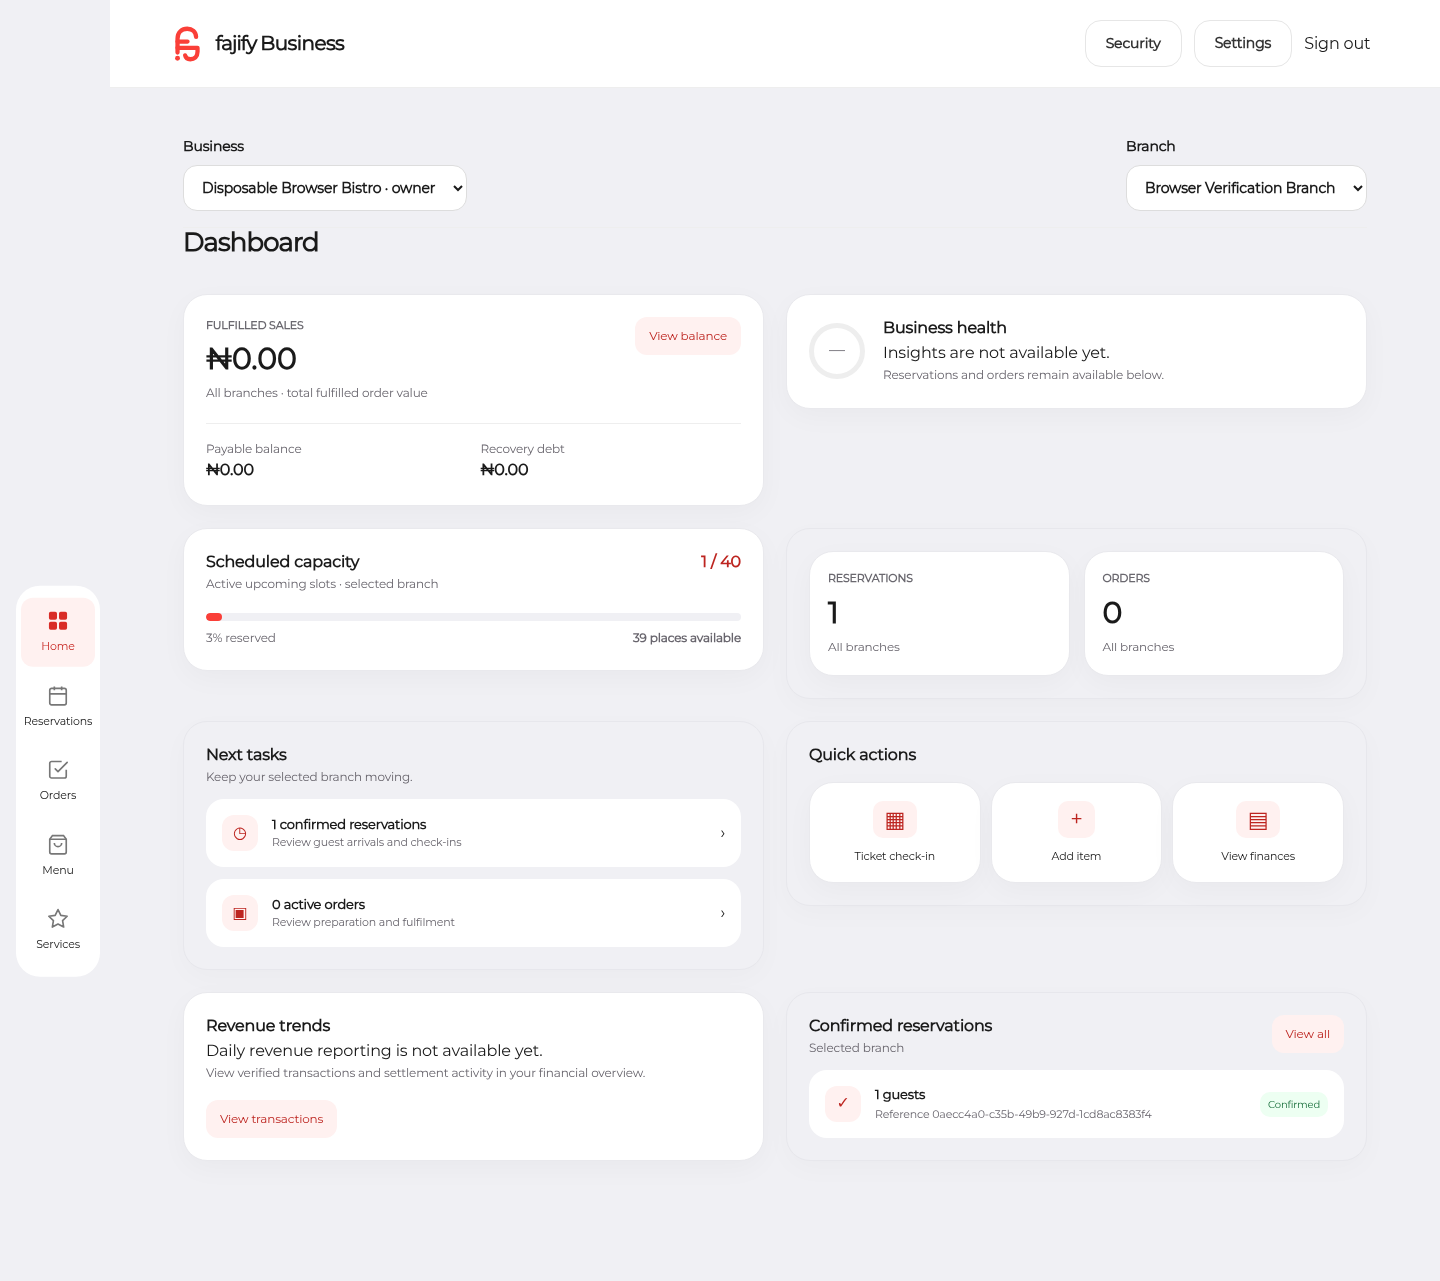 fajify Business
Security
Settings
Sign out
Business
Branch
Disposable Browser Bistro · owner
Browser Verification Branch
Dashboard
FULFILLED SALES
View balance
₦0.00
All branches · total fulfilled order value
Payable balance
Recovery debt
₦0.00
₦0.00
—
Business health
Insights are not available yet.
Reservations and orders remain available below.
Scheduled capacity
1 / 40
Active upcoming slots · selected branch
3% reserved
39 places available
RESERVATIONS
1
All branches
ORDERS
0
All branches
Home
Reservations
Orders
Menu
Services
Next tasks
Keep your selected branch moving.
1 confirmed reservations
Review guest arrivals and check-ins
0 active orders
Review preparation and fulfilment
Quick actions
Ticket check-in
Add item
View finances
Revenue trends
Daily revenue reporting is not available yet.
View verified transactions and settlement activity in your financial overview.
View transactions
Confirmed reservations
Selected branch
View all
1 guests
Reference 0aecc4a0-c35b-49b9-927d-1cd8ac8383f4
Confirmed